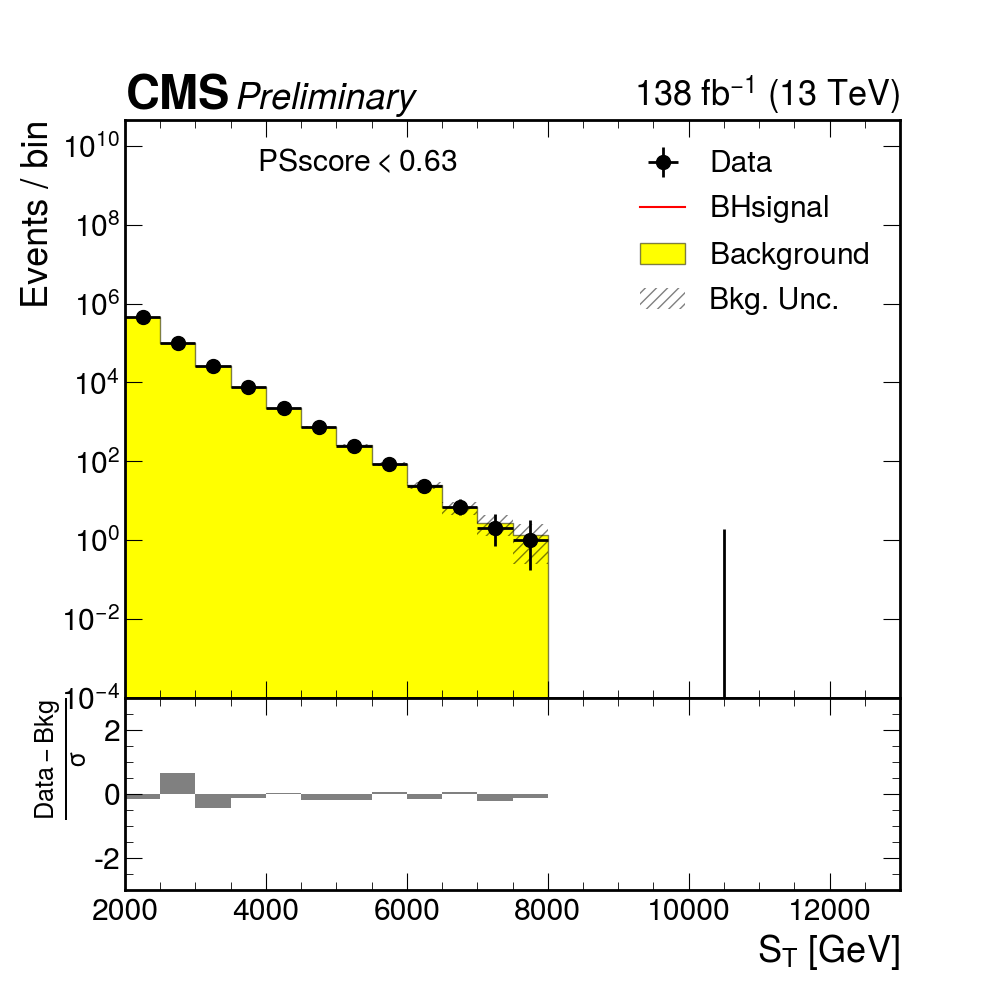 CMS Preliminary 138 fb⁻¹ (13 TeV)
Events / bin
PSscore < 0.63
Data
BHsignal
Background
Bkg. Unc.
10¹⁰
10⁸
10⁶
10⁴
10²
10⁰
10⁻²
10⁻⁴
Data – Bkg
σ
2
0
-2
2000 4000 6000 8000 10000 12000
S_T [GeV]